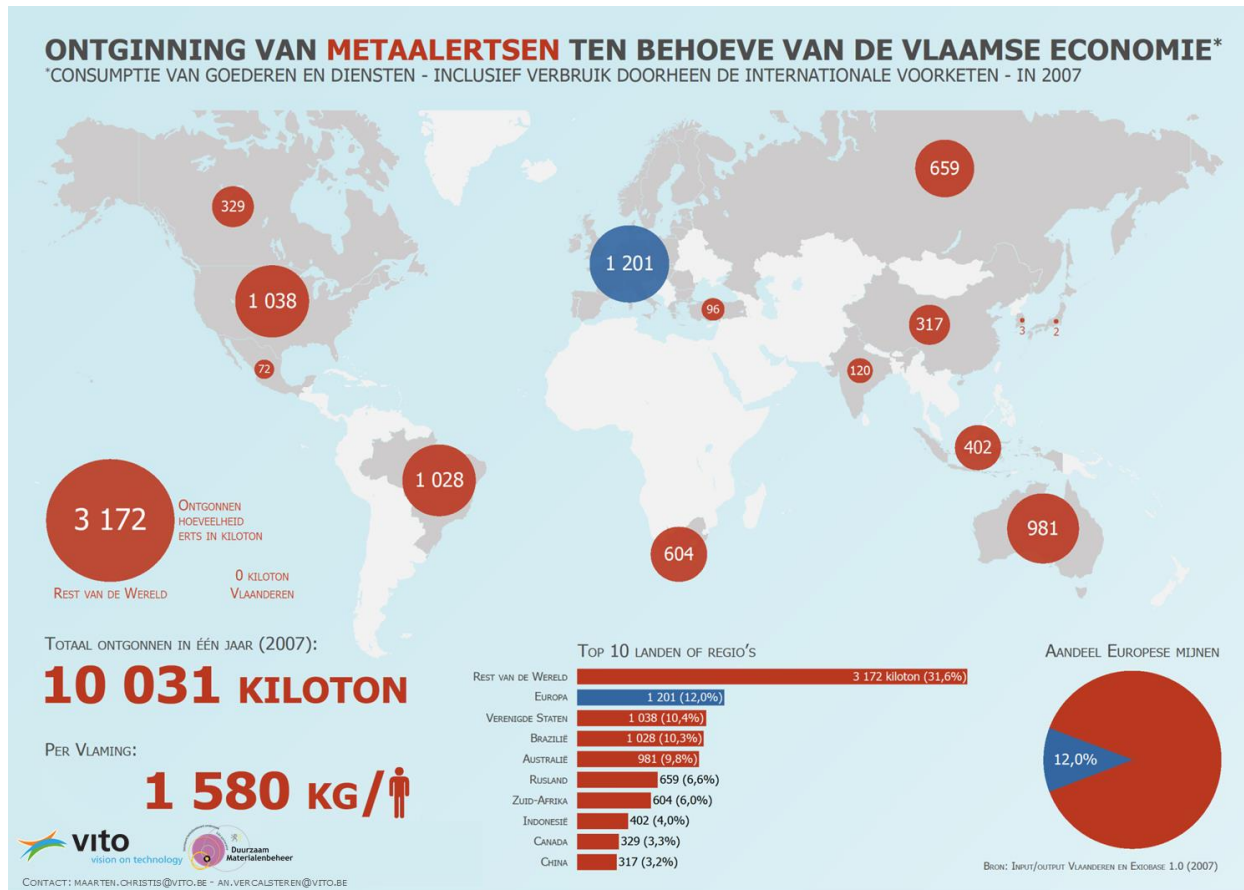 ONTGINNING VAN METAALERTSEN TEN BEHOEVE VAN DE VLAAMSE ECONOMIE*
*CONSUMPTIE VAN GOEDEREN EN DIENSTEN - INCLUSIEF VERBRUIK DOORHEEN DE INTERNATIONALE VOORKETEN - IN 2007
659
329
1 201
1 038
96
317
3
2
72
120
402
1 028
981
604
3 172
ONTGONNEN
HOEVEELHEID
ERTS IN KILOTON
REST VAN DE WERELD
0 KILOTON
VLAANDEREN
TOTAAL ONTGONNEN IN ÉÉN JAAR (2007):
10 031 KILOTON
PER VLAMING:
1 580 KG/
TOP 10 LANDEN OF REGIO'S
REST VAN DE WERELD 3 172 kiloton (31,6%)
EUROPA 1 201 (12,0%)
VERENIGDE STATEN 1 038 (10,4%)
BRAZILIË 1 028 (10,3%)
AUSTRALIË 981 (9,8%)
RUSLAND 659 (6,6%)
ZUID-AFRIKA 604 (6,0%)
INDONESIË 402 (4,0%)
CANADA 329 (3,3%)
CHINA 317 (3,2%)
AANDEEL EUROPESE MIJNEN
12,0%
BRON: INPUT/OUTPUT VLAANDEREN EN EXIOBASE 1.0 (2007)
vito
vision on technology
Duurzaam
Materialenbeheer
CONTACT: MAARTEN.CHRISTIS@VITO.BE - AN.VERCALSTEREN@VITO.BE